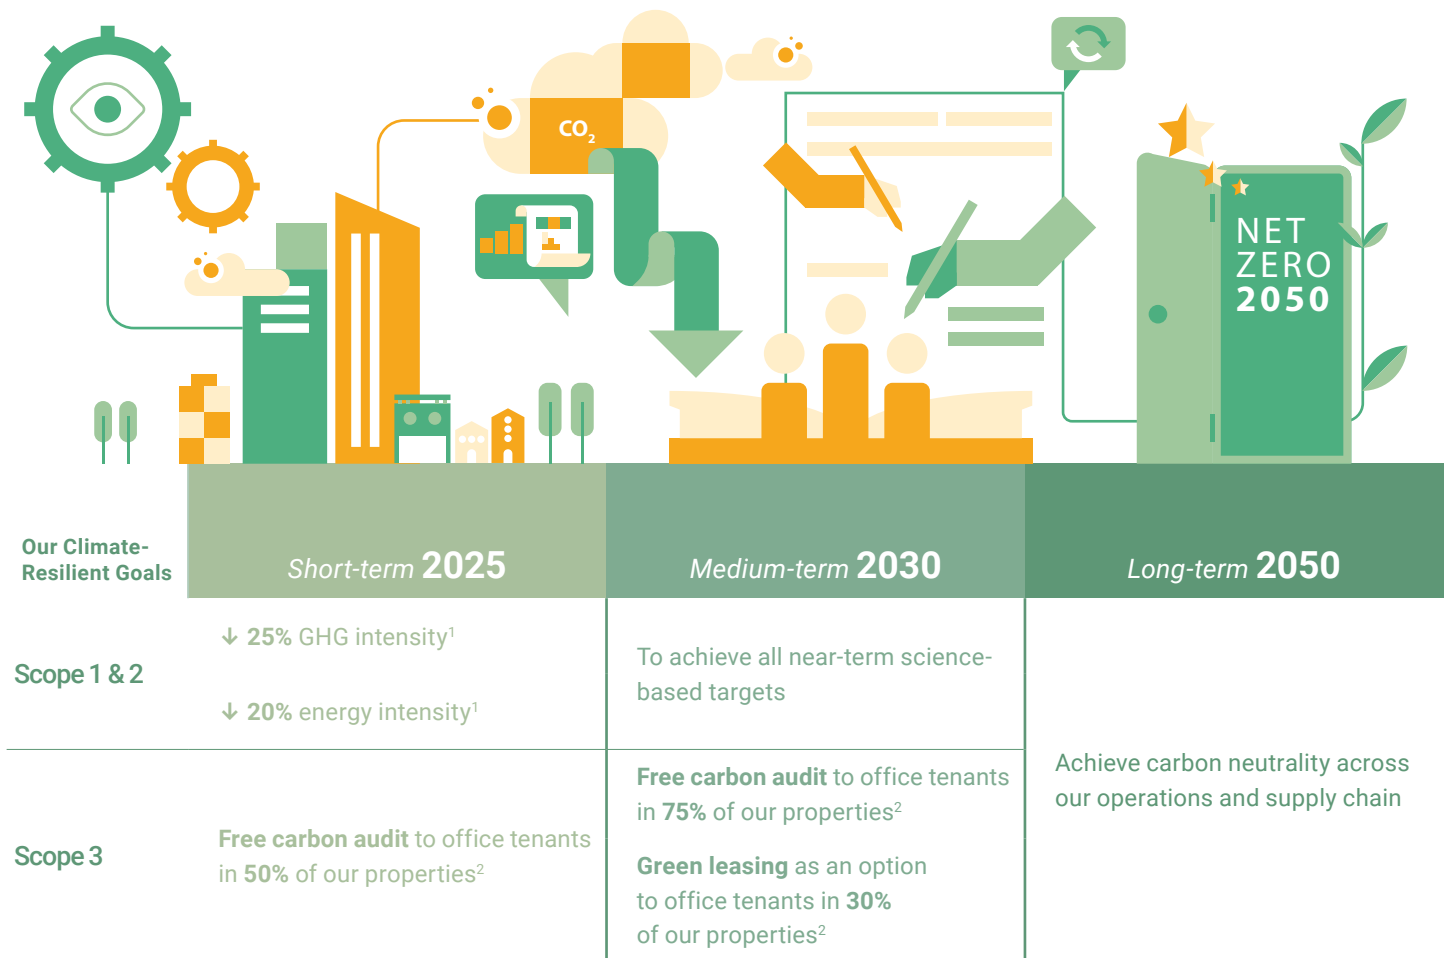 CO₂
NET
ZERO
2050
Our Climate-
Resilient Goals
Short-term 2025
Medium-term 2030
Long-term 2050
Scope 1 & 2
↓ 25% GHG intensity¹
↓ 20% energy intensity¹
To achieve all near-term science-
based targets
Scope 3
Free carbon audit to office tenants
in 50% of our properties²
Free carbon audit to office tenants
in 75% of our properties²
Green leasing as an option
to office tenants in 30%
of our properties²
Achieve carbon neutrality across
our operations and supply chain